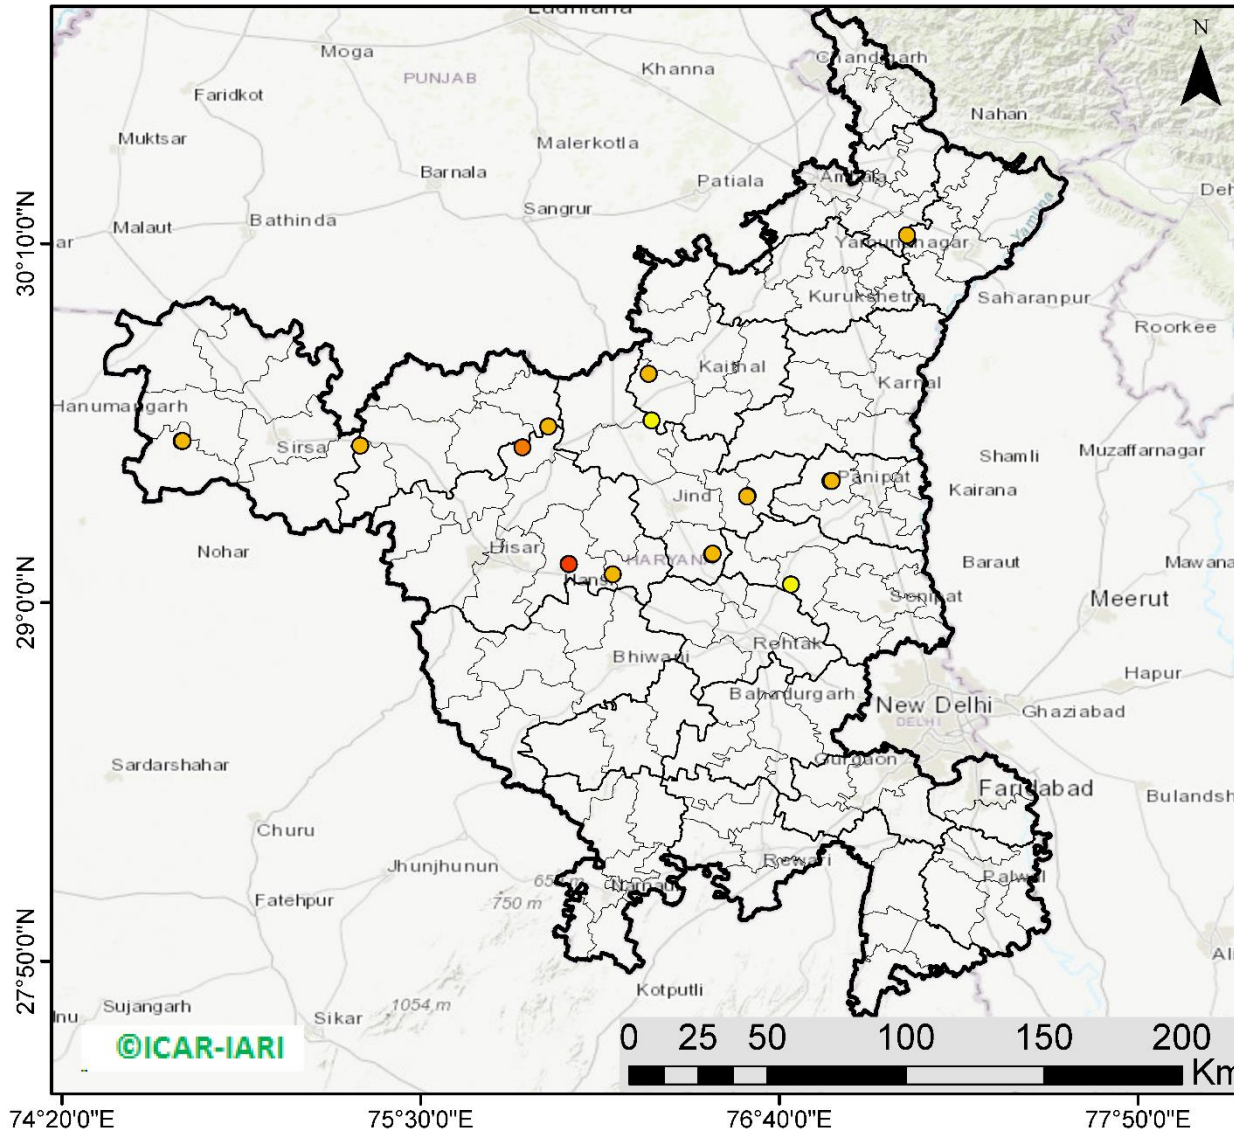 Ludhiana
N
Moga
Khanna
Chandigarh
PUNJAB
Faridkot
Nahan
Muktsar
Malerkotla
Barnala
Patiala
Ambala
Sangrur
Malaut
Bathinda
ar
Yamuna
Yamunanagar
30°10'0"N
Kurukshetra
Saharanpur
Roorkee
Kaithal
Karnal
Hanumangarh
Sirsa
Shamli
Muzaffarnagar
Panipat
Kairana
Jind
Nohar
Hisar
HARYANA
Baraut
Mawana
Hansi
29°0'0"N
Sonipat
Meerut
Rohtak
Bhiwani
Hapur
Bahadurgarh
New Delhi
DELHI
Ghaziabad
Sardarshahar
Gurgaon
Faridabad
Bulandsh
Churu
Jhunjhunun
Rewari
Narnaul
Palwal
Fatehpur
750 m
27°50'0"N
Ali
Kotputli
Sujangarh
1054 m
Sikar
©ICAR-IARI
0 25 50 100 150 200
Km
74°20'0"E 75°30'0"E 76°40'0"E 77°50'0"E